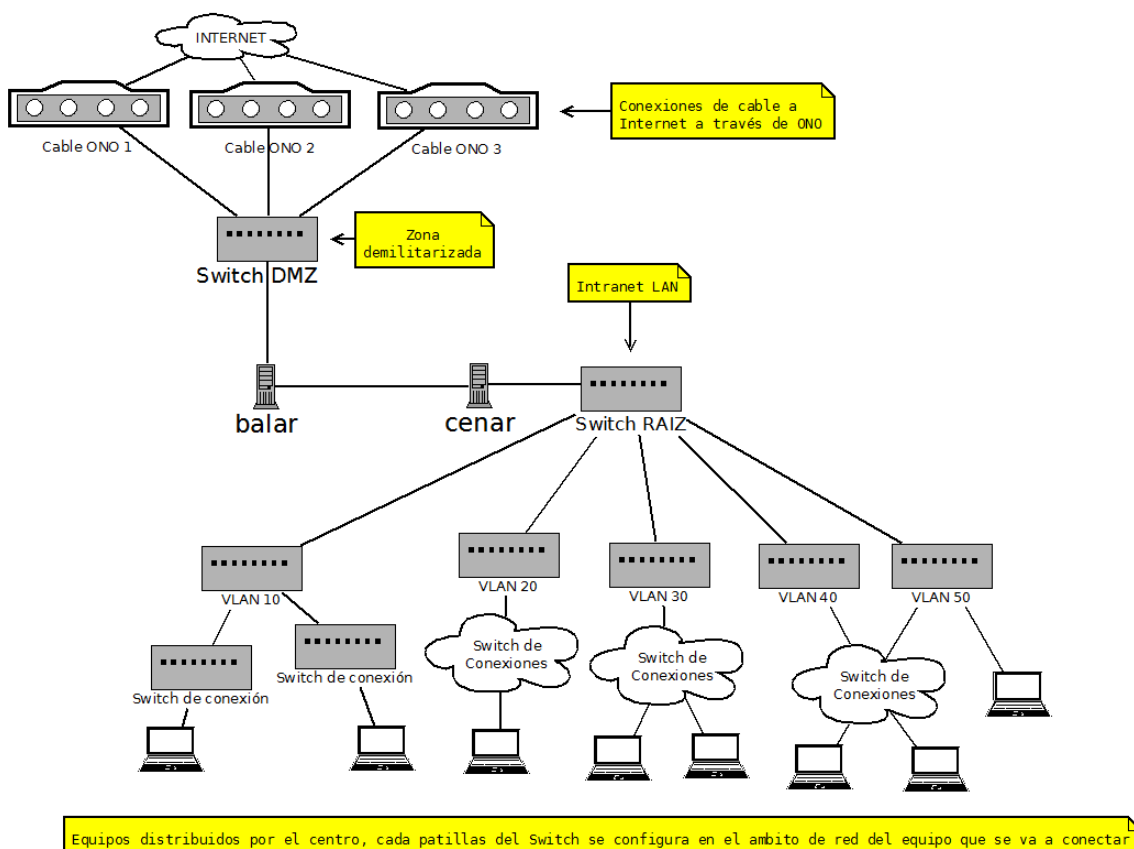 INTERNET
Conexiones de cable a
Internet a través de ONO
Cable ONO 1
Cable ONO 2
Cable ONO 3
Zona
demilitarizada
Switch DMZ
Intranet LAN
balar
cenar
Switch RAIZ
VLAN 10
VLAN 20
VLAN 30
VLAN 40
VLAN 50
Switch de conexión
Switch de conexión
Switch de
Conexiones
Switch de
Conexiones
Switch de
Conexiones
Equipos distribuidos por el centro, cada patillas del Switch se configura en el ambito de red del equipo que se va a conectar